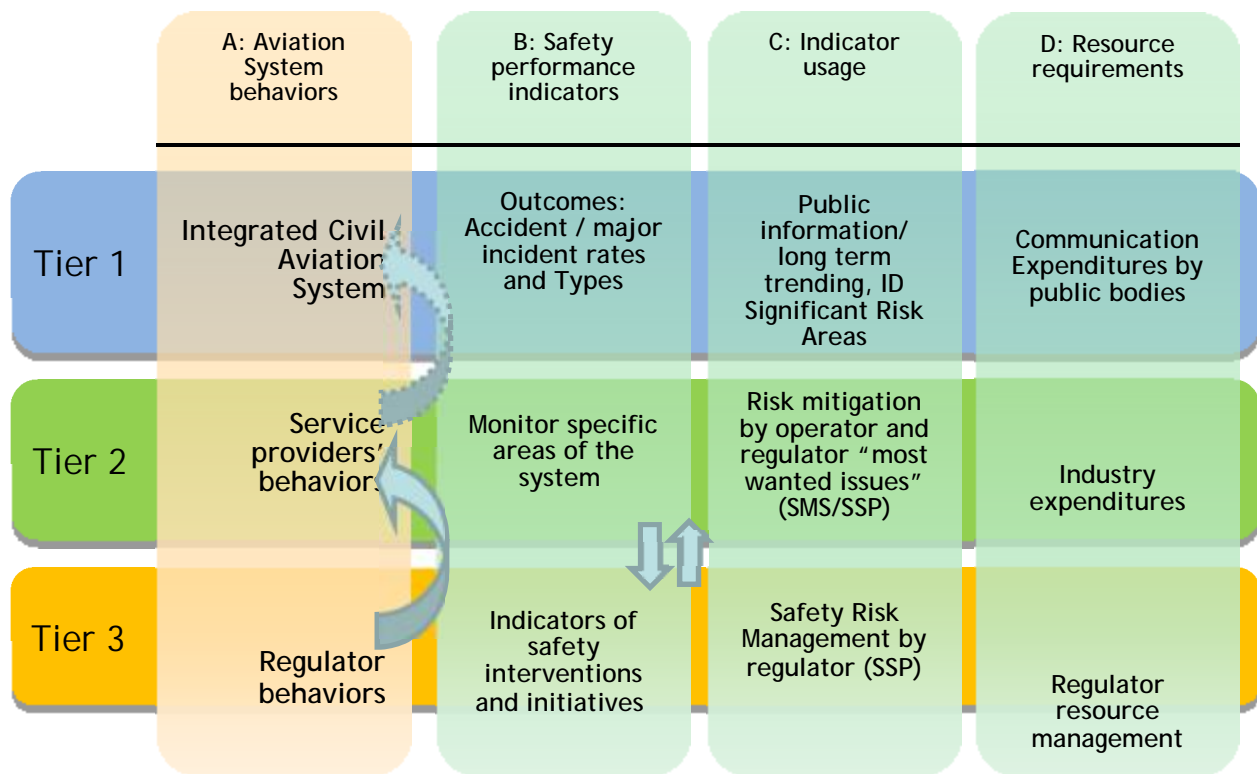 A: Aviation
System
behaviors
B: Safety
performance
indicators
C: Indicator
usage
D: Resource
requirements
Tier 1
Integrated Civil
Aviation
System
Outcomes:
Accident / major
incident rates
and Types
Public
information/
long term
trending, ID
Significant Risk
Areas
Communication
Expenditures by
public bodies
Tier 2
Service
providers’
behaviors
Monitor specific
areas of the
system
Risk mitigation
by operator and
regulator “most
wanted issues”
(SMS/SSP)
Industry
expenditures
Tier 3
Regulator
behaviors
Indicators of
safety
interventions
and initiatives
Safety Risk
Management by
regulator (SSP)
Regulator
resource
management